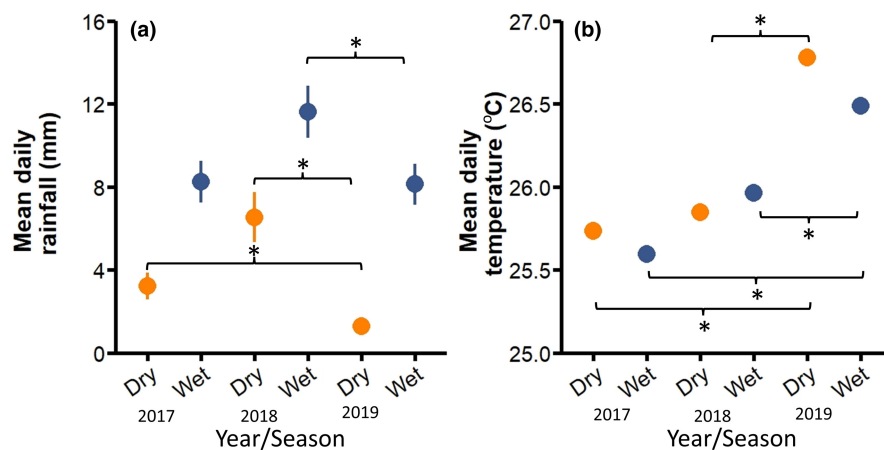 (a)
Mean daily
rainfall (mm)
16
12
8
4
0
*
*
*
Dry
Wet
Dry
Wet
Dry
Wet
2017
2018
2019
Year/Season
(b)
Mean daily
temperature (°C)
27.0
26.5
26.0
25.5
25.0
*
*
*
*
Dry
Wet
Dry
Wet
Dry
Wet
2017
2018
2019
Year/Season